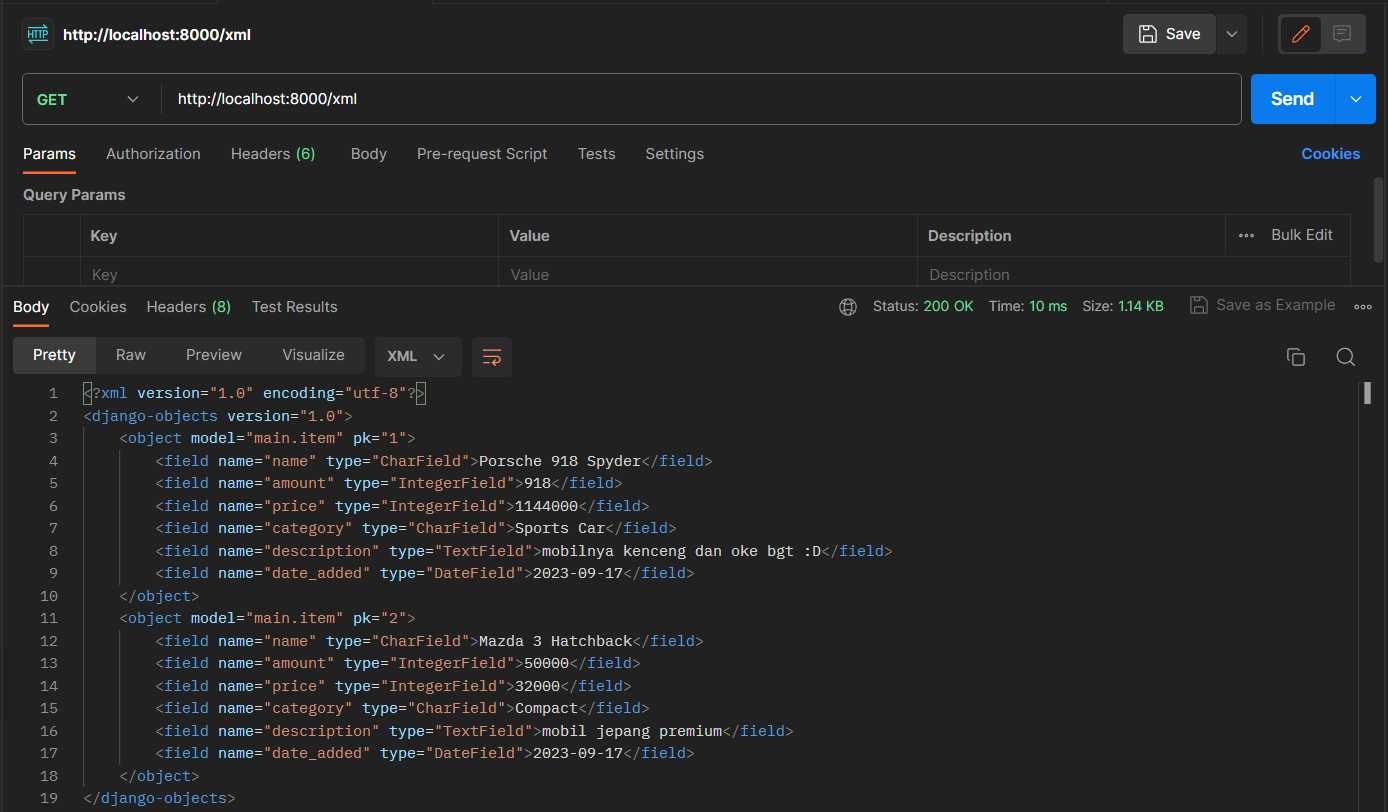 HTTP http://localhost:8000/xml Save
GET http://localhost:8000/xml Send
Params Authorization Headers (6) Body Pre-request Script Tests Settings Cookies
Query Params
Key Value Description ••• Bulk Edit
Key Value Description
Body Cookies Headers (8) Test Results Status: 200 OK Time: 10 ms Size: 1.14 KB Save as Example •••
Pretty Raw Preview Visualize XML
1 <?xml version="1.0" encoding="utf-8"?>
2 <django-objects version="1.0">
3 <object model="main.item" pk="1">
4 <field name="name" type="CharField">Porsche 918 Spyder</field>
5 <field name="amount" type="IntegerField">918</field>
6 <field name="price" type="IntegerField">1144000</field>
7 <field name="category" type="CharField">Sports Car</field>
8 <field name="description" type="TextField">mobilnya kenceng dan oke bgt :D</field>
9 <field name="date_added" type="DateField">2023-09-17</field>
10 </object>
11 <object model="main.item" pk="2">
12 <field name="name" type="CharField">Mazda 3 Hatchback</field>
13 <field name="amount" type="IntegerField">50000</field>
14 <field name="price" type="IntegerField">32000</field>
15 <field name="category" type="CharField">Compact</field>
16 <field name="description" type="TextField">mobil jepang premium</field>
17 <field name="date_added" type="DateField">2023-09-17</field>
18 </object>
19 </django-objects>